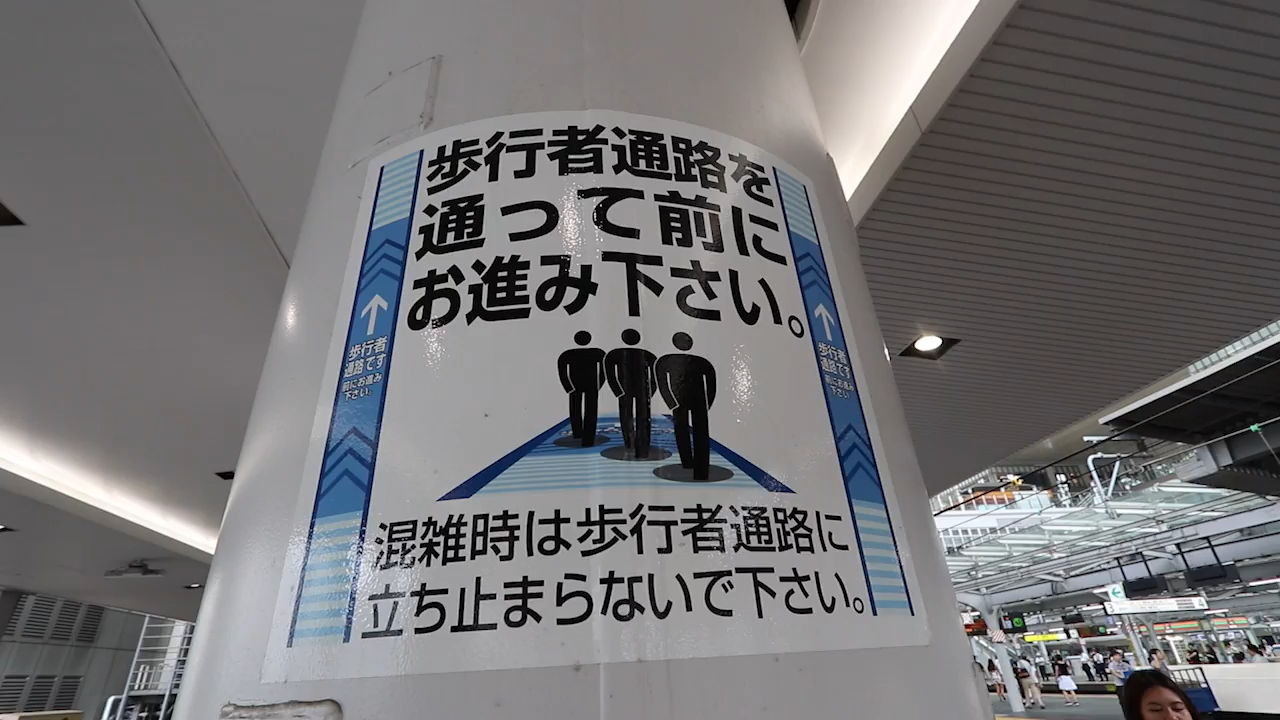 歩行者通路を
通って前に
お進み下さい。
歩行者
通路です
前にお進み
下さい
歩行者
通路です
前にお進み
下さい
混雑時は歩行者通路に
立ち止まらないで下さい。